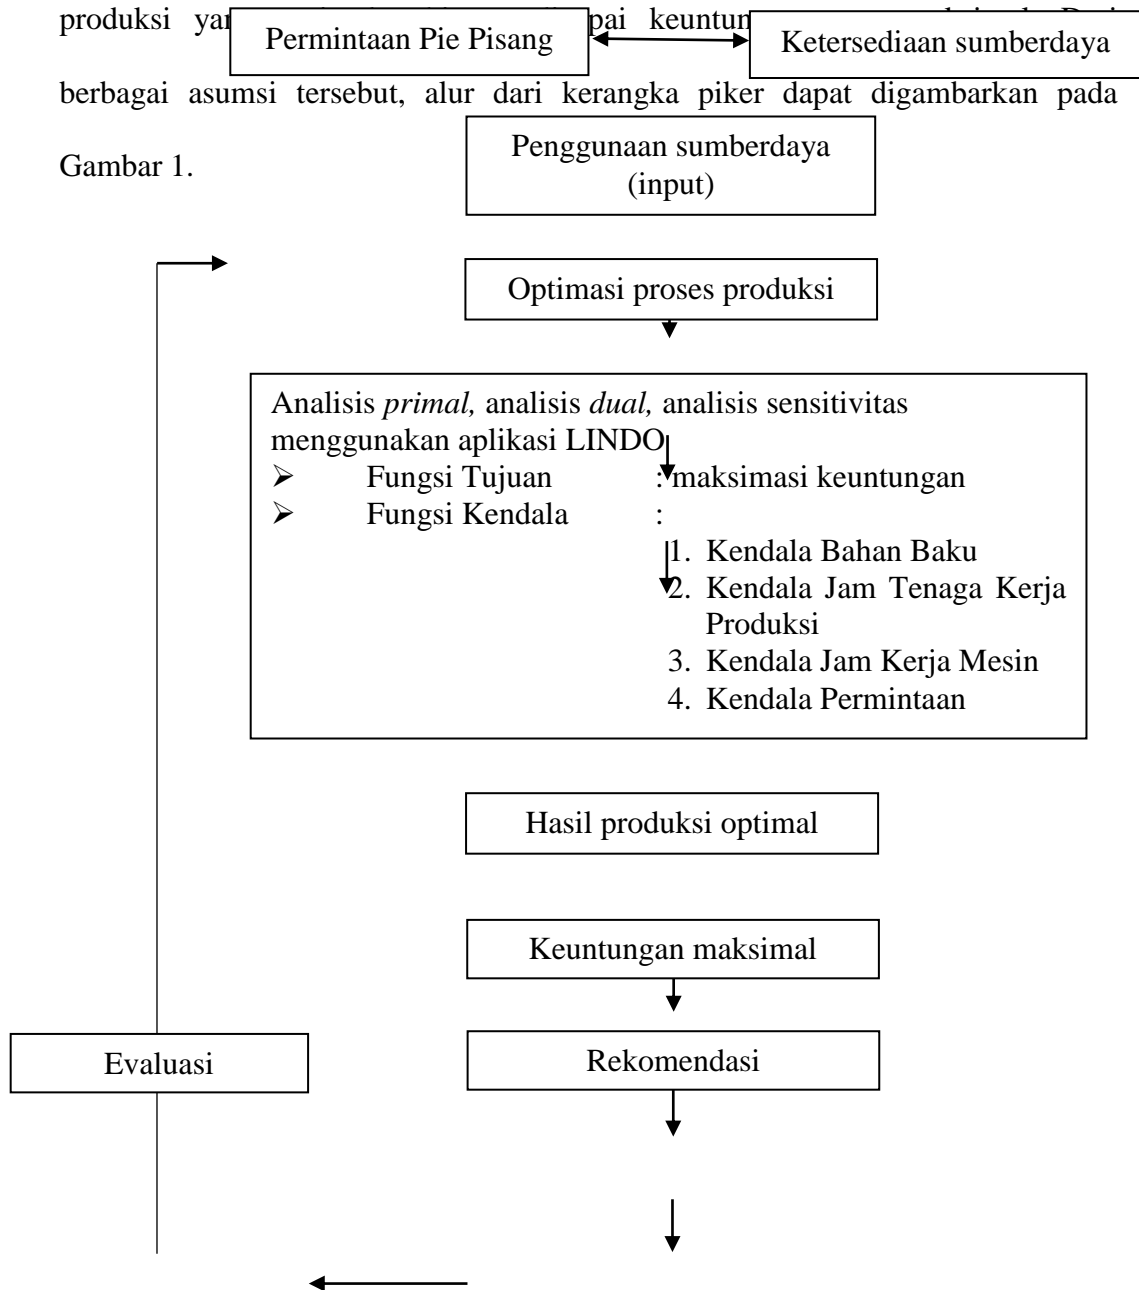 produksi keuntun
Permintaan Pie Pisang
Ketersediaan sumberdaya
berbagai asumsi tersebut, alur dari kerangka piker dapat digambarkan pada
Gambar 1.
Penggunaan sumberdaya
(input)
Optimasi proses produksi
Analisis primal, analisis dual, analisis sensitivitas
menggunakan aplikasi LINDO
➢ Fungsi Tujuan : maksimasi keuntungan
➢ Fungsi Kendala :
1. Kendala Bahan Baku
2. Kendala Jam Tenaga Kerja
Produksi
3. Kendala Jam Kerja Mesin
4. Kendala Permintaan
Hasil produksi optimal
Keuntungan maksimal
Evaluasi
Rekomendasi